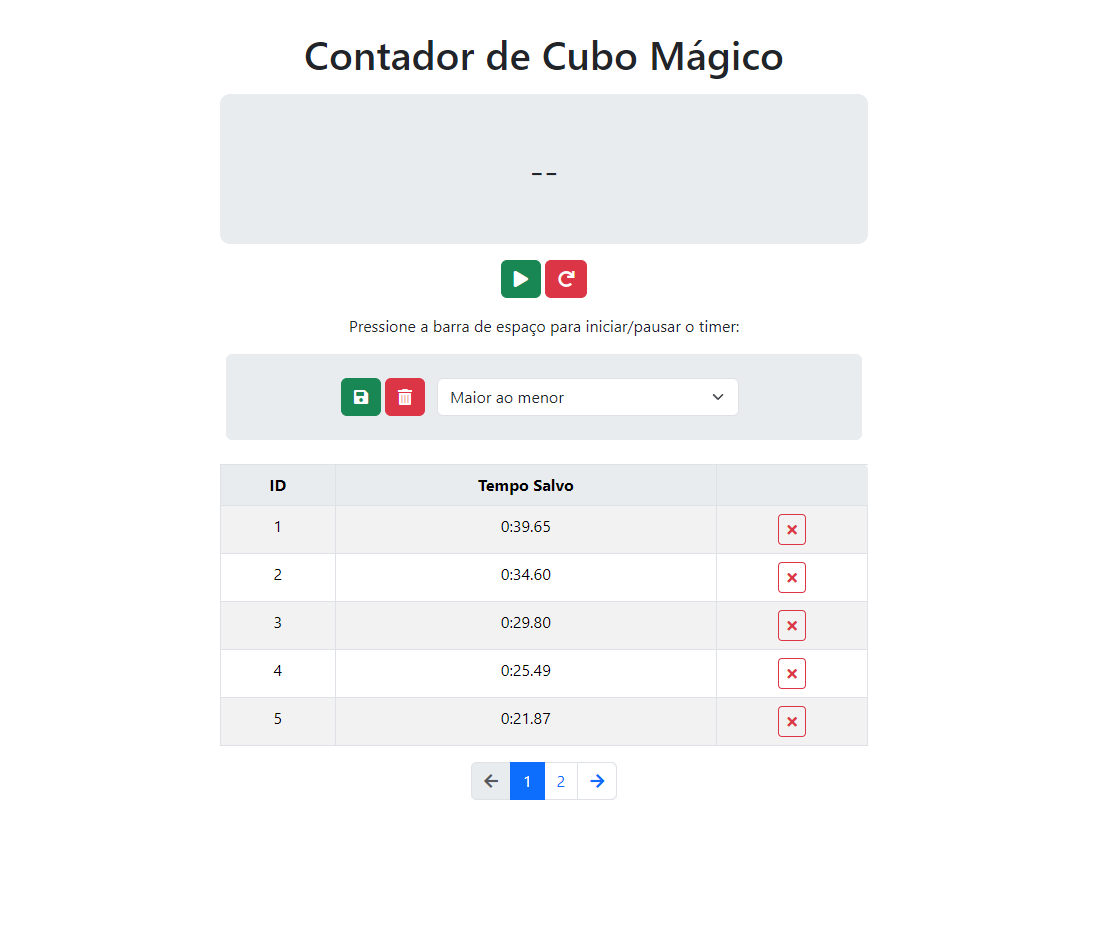 Contador de Cubo Mágico
--
Pressione a barra de espaço para iniciar/pausar o timer:
Maior ao menor
ID Tempo Salvo
1 0:39.65
2 0:34.60
3 0:29.80
4 0:25.49
5 0:21.87
1 2